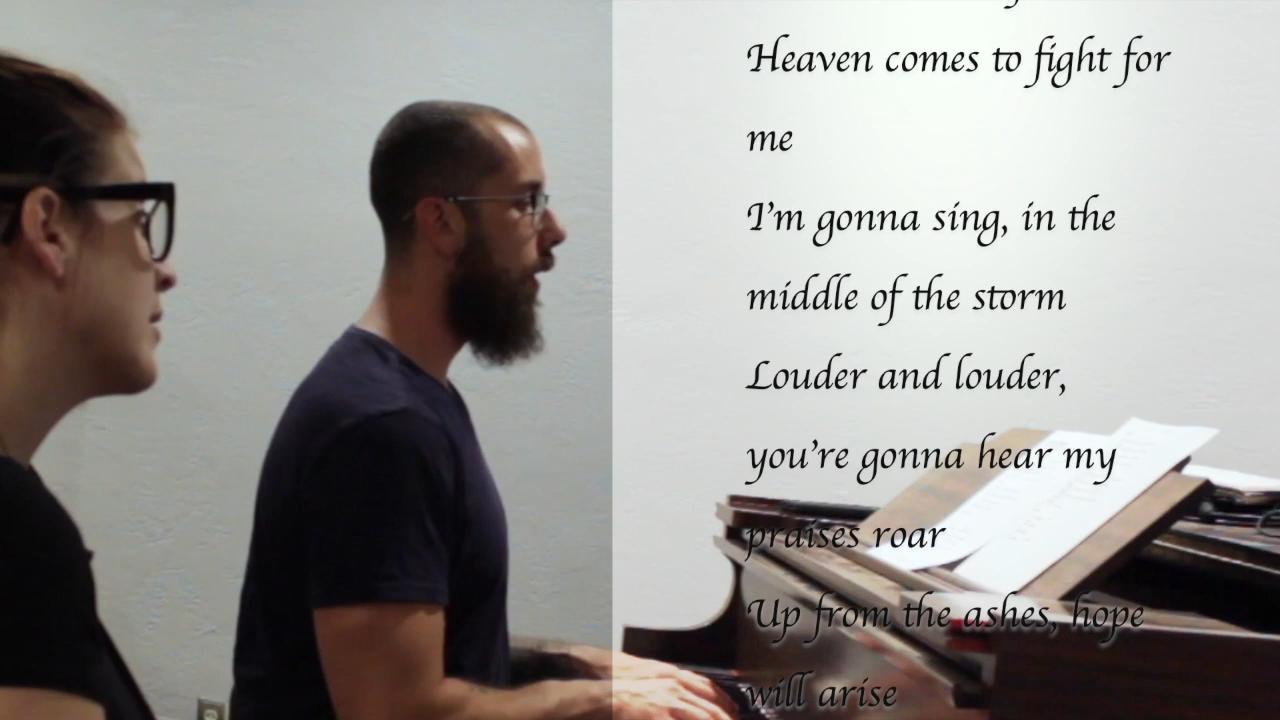 Heaven comes to fight for
me
I'm gonna sing, in the
middle of the storm
Louder and louder,
you're gonna hear my
praises roar
Up from the ashes, hope
will arise